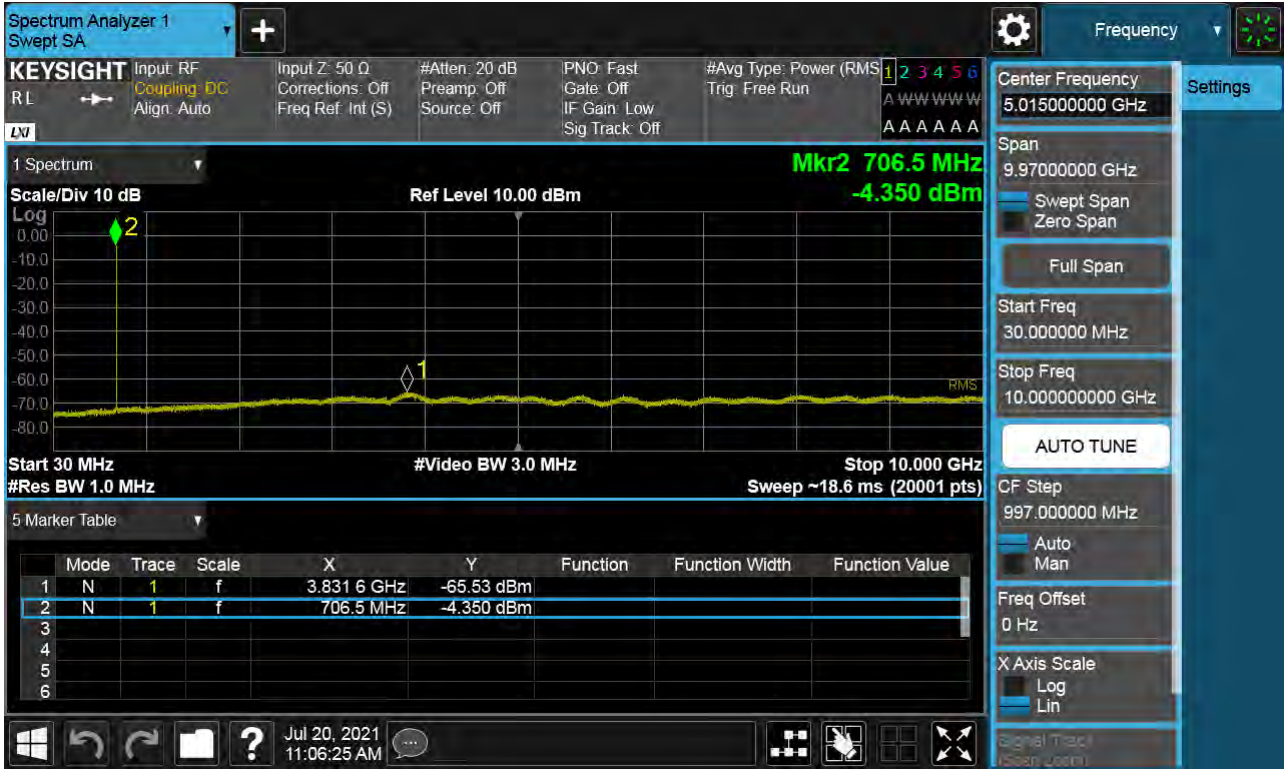 Spectrum Analyzer 1
Swept SA
Frequency
KEYSIGHT
R L
LXI
Input: RF
Coupling: DC
Align: Auto
Input Z: 50 Ω
Corrections: Off
Freq Ref: Int (S)
#Atten: 20 dB
Preamp: Off
Source: Off
PNO: Fast
Gate: Off
IF Gain: Low
Sig Track: Off
#Avg Type: Power (RMS
Trig: Free Run
1 2 3 4 5 6
A W W W W W
A A A A A A
1 Spectrum
Mkr2 706.5 MHz
-4.350 dBm
Scale/Div 10 dB
Ref Level 10.00 dBm
Log
0.00
-10.0
-20.0
-30.0
-40.0
-50.0
-60.0
-70.0
-80.0
2
1
RMS
Start 30 MHz
#Video BW 3.0 MHz
Stop 10.000 GHz
#Res BW 1.0 MHz
Sweep ~18.6 ms (20001 pts)
5 Marker Table
Mode Trace Scale X Y Function Function Width Function Value
1 N 1 f 3.831 6 GHz -65.53 dBm
2 N 1 f 706.5 MHz -4.350 dBm
3
4
5
6
Jul 20, 2021
11:06:25 AM
Center Frequency
5.015000000 GHz
Settings
Span
9.97000000 GHz
Swept Span
Zero Span
Full Span
Start Freq
30.000000 MHz
Stop Freq
10.000000000 GHz
AUTO TUNE
CF Step
997.000000 MHz
Auto
Man
Freq Offset
0 Hz
X Axis Scale
Log
Lin
Signal Track
(Span Zoom)